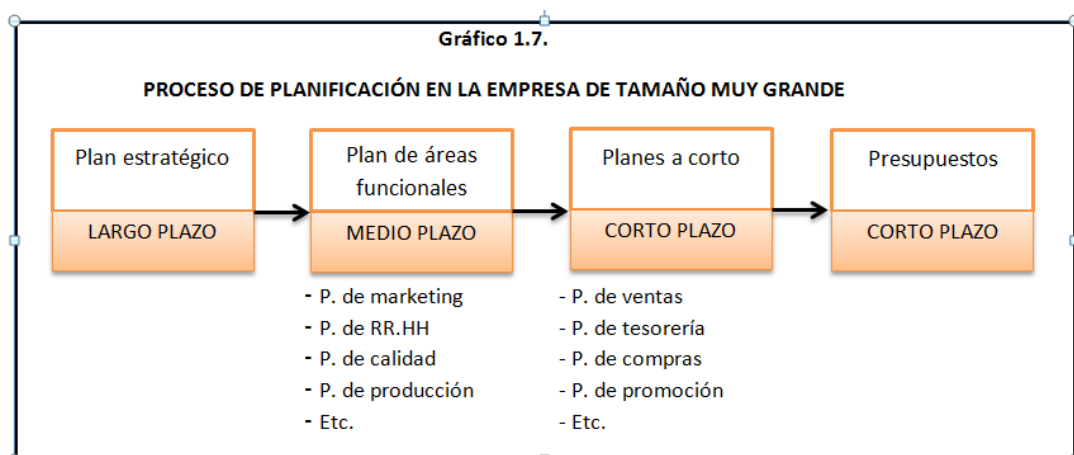 Gráfico 1.7.
PROCESO DE PLANIFICACIÓN EN LA EMPRESA DE TAMAÑO MUY GRANDE
Plan estratégico
LARGO PLAZO
Plan de áreas
funcionales
MEDIO PLAZO
- P. de marketing
- P. de RR.HH
- P. de calidad
- P. de producción
- Etc.
Planes a corto
CORTO PLAZO
- P. de ventas
- P. de tesorería
- P. de compras
- P. de promoción
- Etc.
Presupuestos
CORTO PLAZO